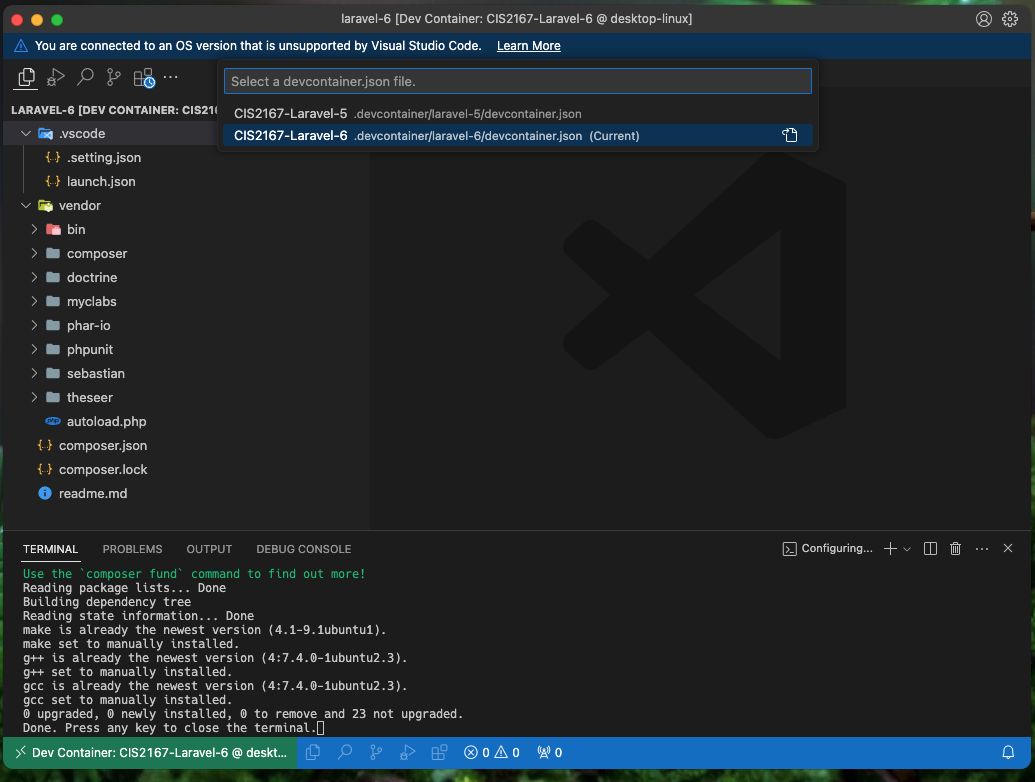 laravel-6 [Dev Container: CIS2167-Laravel-6 @ desktop-linux]
You are connected to an OS version that is unsupported by Visual Studio Code. Learn More
Select a devcontainer.json file.
CIS2167-Laravel-5 .devcontainer/laravel-5/devcontainer.json
CIS2167-Laravel-6 .devcontainer/laravel-6/devcontainer.json (Current)
LARAVEL-6 [DEV CONTAINER: CIS216
.vscode
.setting.json
launch.json
vendor
bin
composer
doctrine
myclabs
phar-io
phpunit
sebastian
theseer
php autoload.php
composer.json
composer.lock
readme.md
TERMINAL PROBLEMS OUTPUT DEBUG CONSOLE Configuring...
Use the `composer fund` command to find out more!
Reading package lists... Done
Building dependency tree
Reading state information... Done
make is already the newest version (4.1-9.1ubuntu1).
make set to manually installed.
g++ is already the newest version (4:7.4.0-1ubuntu2.3).
g++ set to manually installed.
gcc is already the newest version (4:7.4.0-1ubuntu2.3).
gcc set to manually installed.
0 upgraded, 0 newly installed, 0 to remove and 23 not upgraded.
Done. Press any key to close the terminal.
Dev Container: CIS2167-Laravel-6 @ deskt... 0 0 0